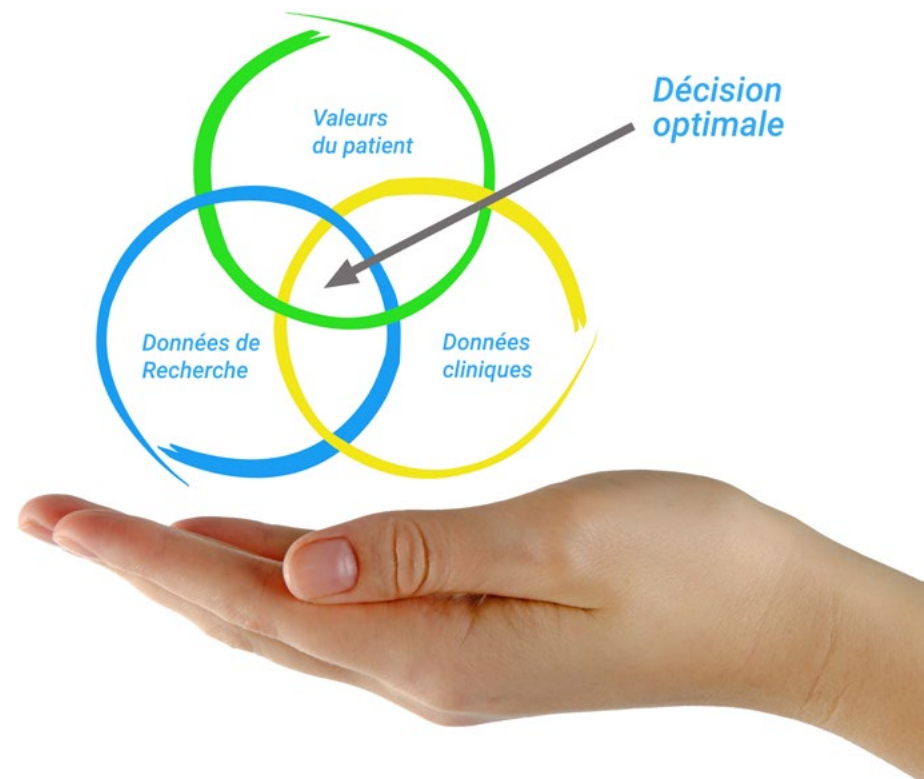 Valeurs
du patient
Décision
optimale
Données de
Recherche
Données
cliniques